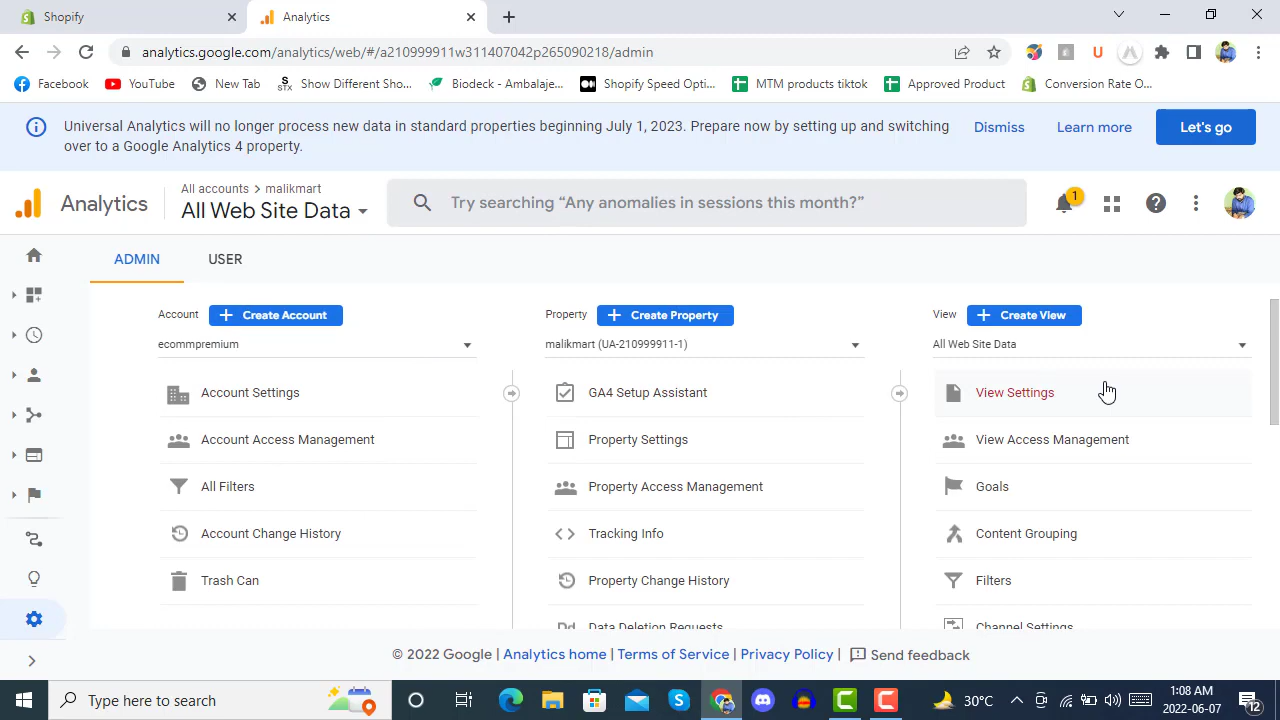 Shopify
Analytics
analytics.google.com/analytics/web/#/a210999911w311407042p265090218/admin
Facebook
YouTube
New Tab
STX
Show Different Sho...
Biodeck - Ambalaje...
Shopify Speed Opti...
MTM products tiktok
Approved Product
Conversion Rate O...
Universal Analytics will no longer process new data in standard properties beginning July 1, 2023. Prepare now by setting up and switching
over to a Google Analytics 4 property.
Dismiss
Learn more
Let's go
Analytics
All accounts > malikmart
All Web Site Data
Try searching “Any anomalies in sessions this month?”
1
ADMIN
USER
Account
Create Account
ecommpremium
Account Settings
Account Access Management
All Filters
Account Change History
Trash Can
Property
Create Property
malikmart (UA-210999911-1)
GA4 Setup Assistant
Property Settings
Property Access Management
Tracking Info
Property Change History
Dd
Data Deletion Requests
View
Create View
All Web Site Data
View Settings
View Access Management
Goals
Content Grouping
Filters
Channel Settings
© 2022 Google | Analytics home | Terms of Service | Privacy Policy | Send feedback
Type here to search
30°C
1:08 AM
2022-06-07
12